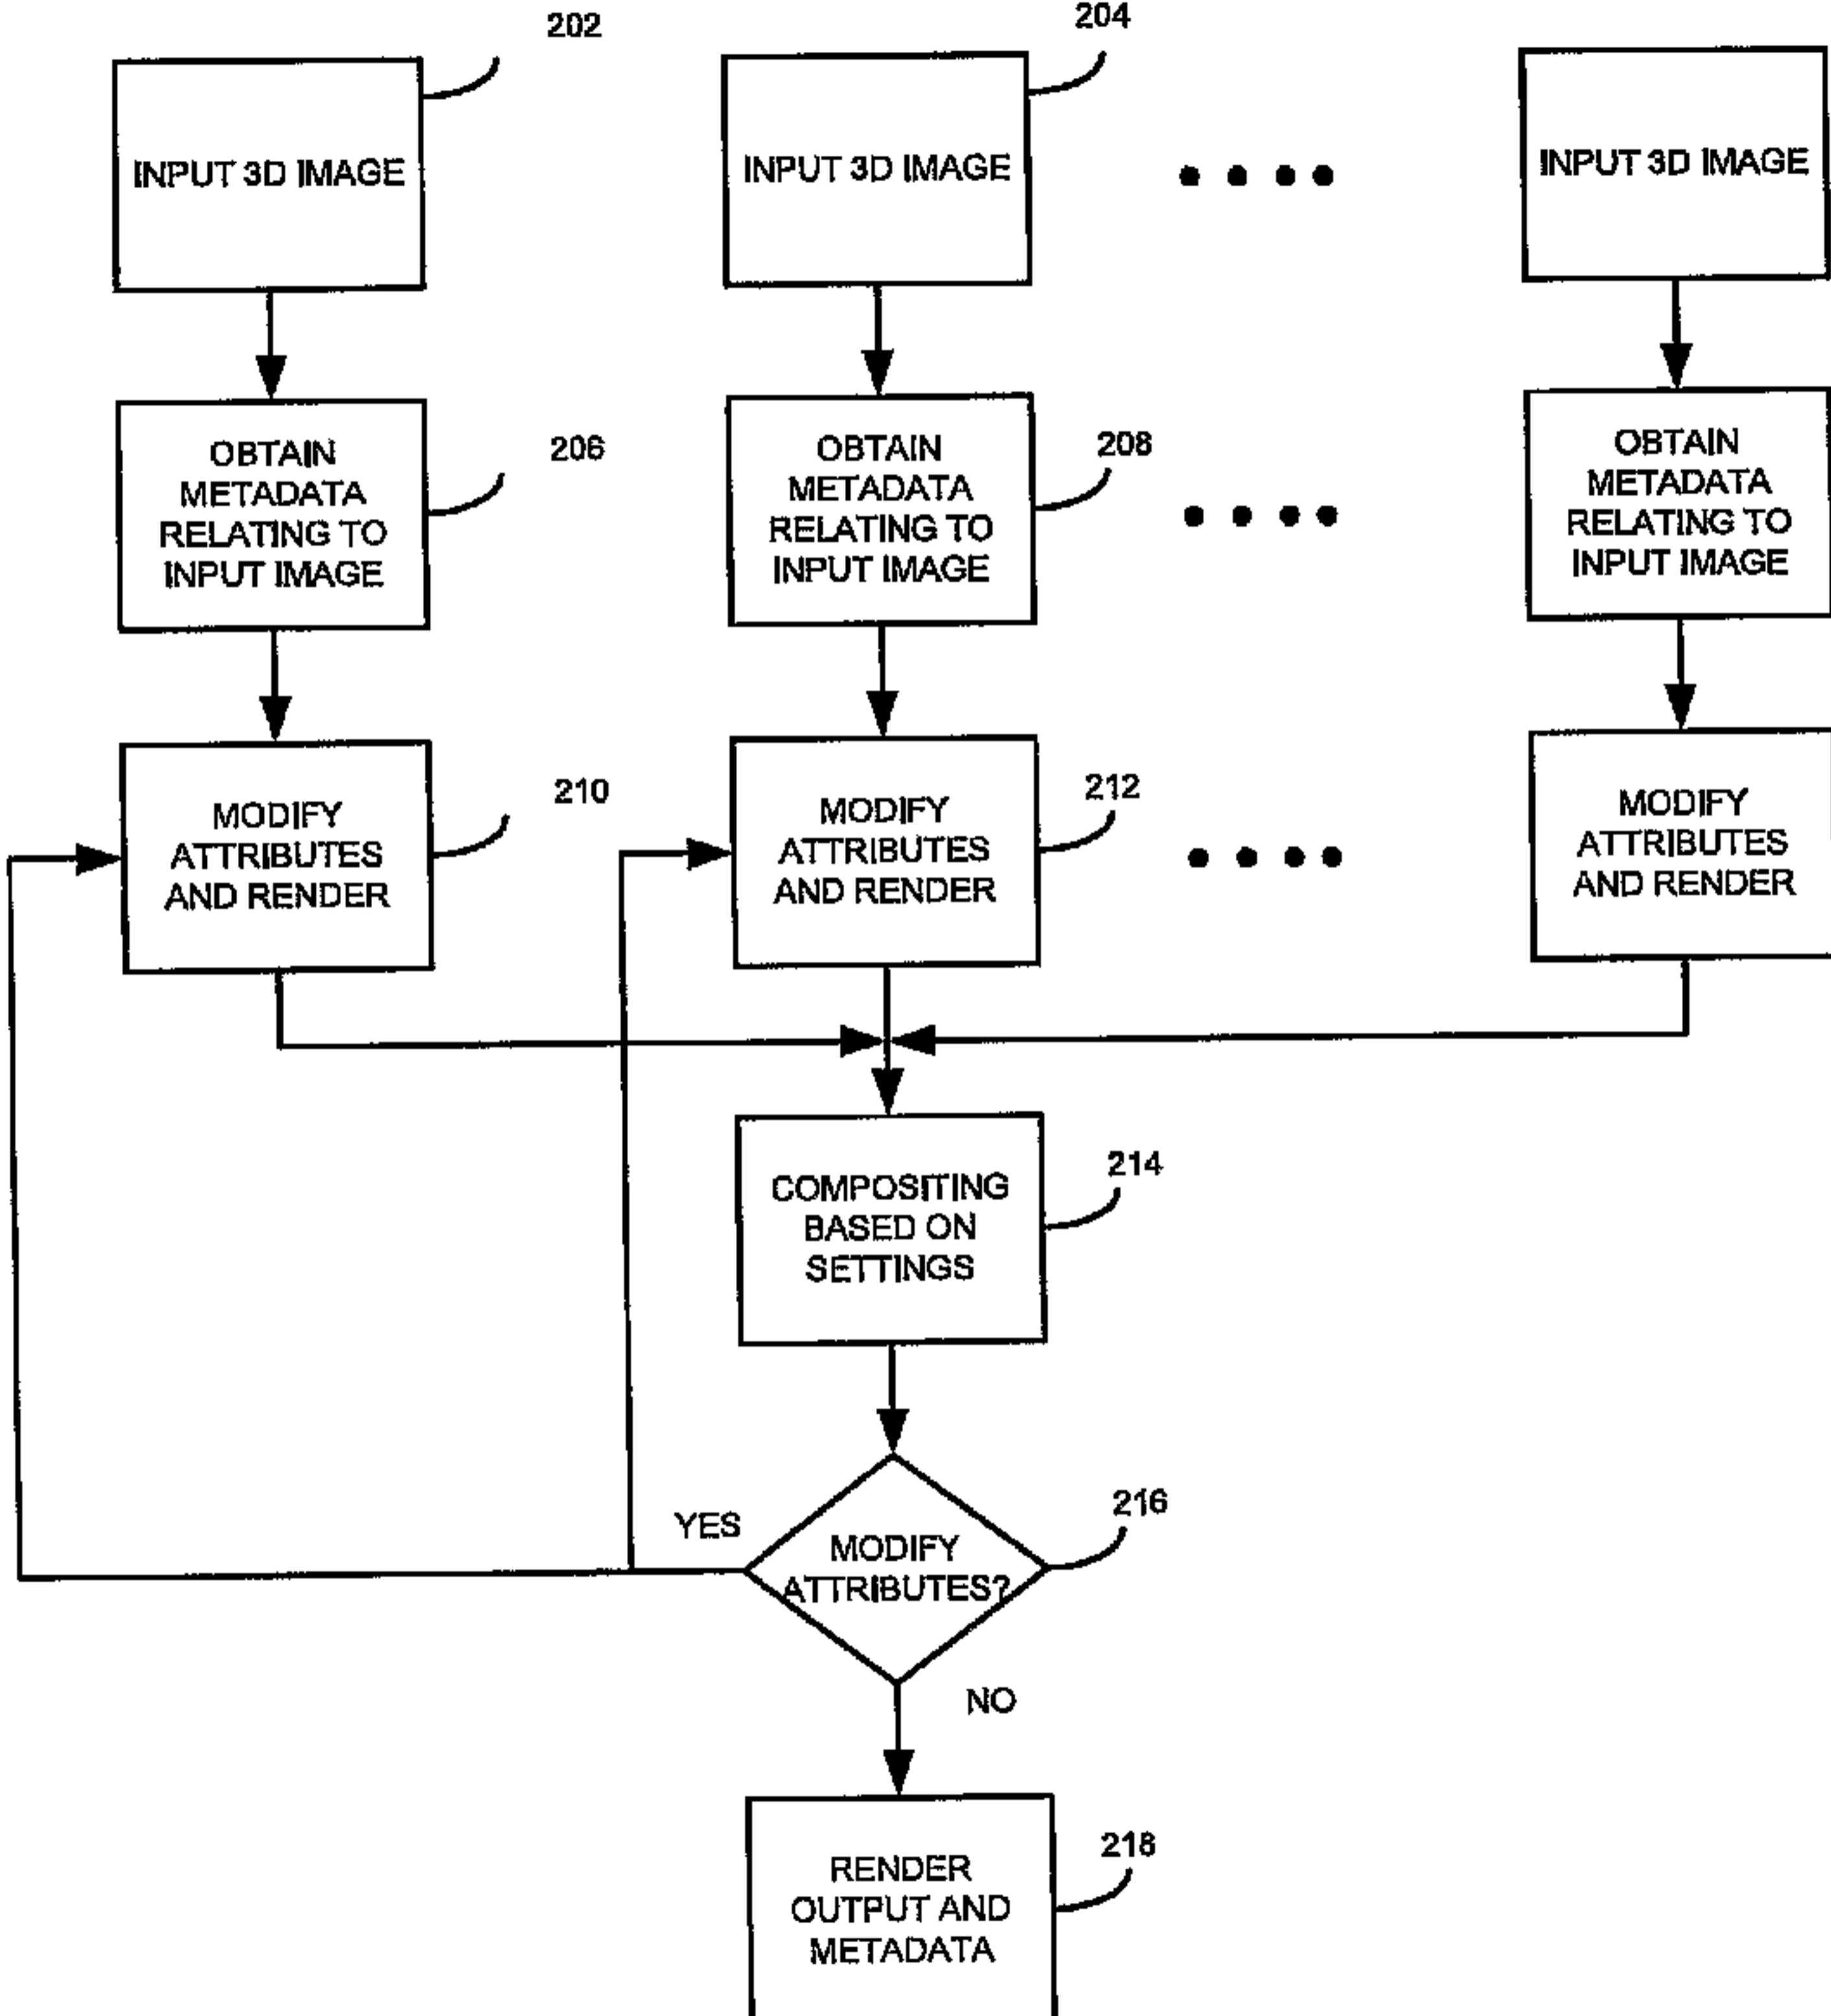 202
204
INPUT 3D IMAGE
INPUT 3D IMAGE
INPUT 3D IMAGE
OBTAIN
METADATA
RELATING TO
INPUT IMAGE
206
OBTAIN
METADATA
RELATING TO
INPUT IMAGE
208
OBTAIN
METADATA
RELATING TO
INPUT IMAGE
MODIFY
ATTRIBUTES
AND RENDER
210
MODIFY
ATTRIBUTES
AND RENDER
212
MODIFY
ATTRIBUTES
AND RENDER
COMPOSITING
BASED ON
SETTINGS
214
YES
MODIFY
ATTRIBUTES?
216
NO
RENDER
OUTPUT AND
METADATA
218